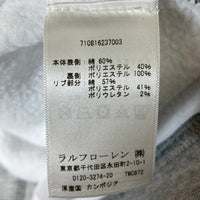 710816237003
本体表側: 綿 60%
ポリエステル 40%
裏側: ポリエステル 100%
リブ部分: 綿 57%
ポリエステル 41%
ポリウレタン 2%
ラルフローレン (株)
東京都千代田区永田町2-10-1
0120-3274-20 TWC872
原産国 カンボジア